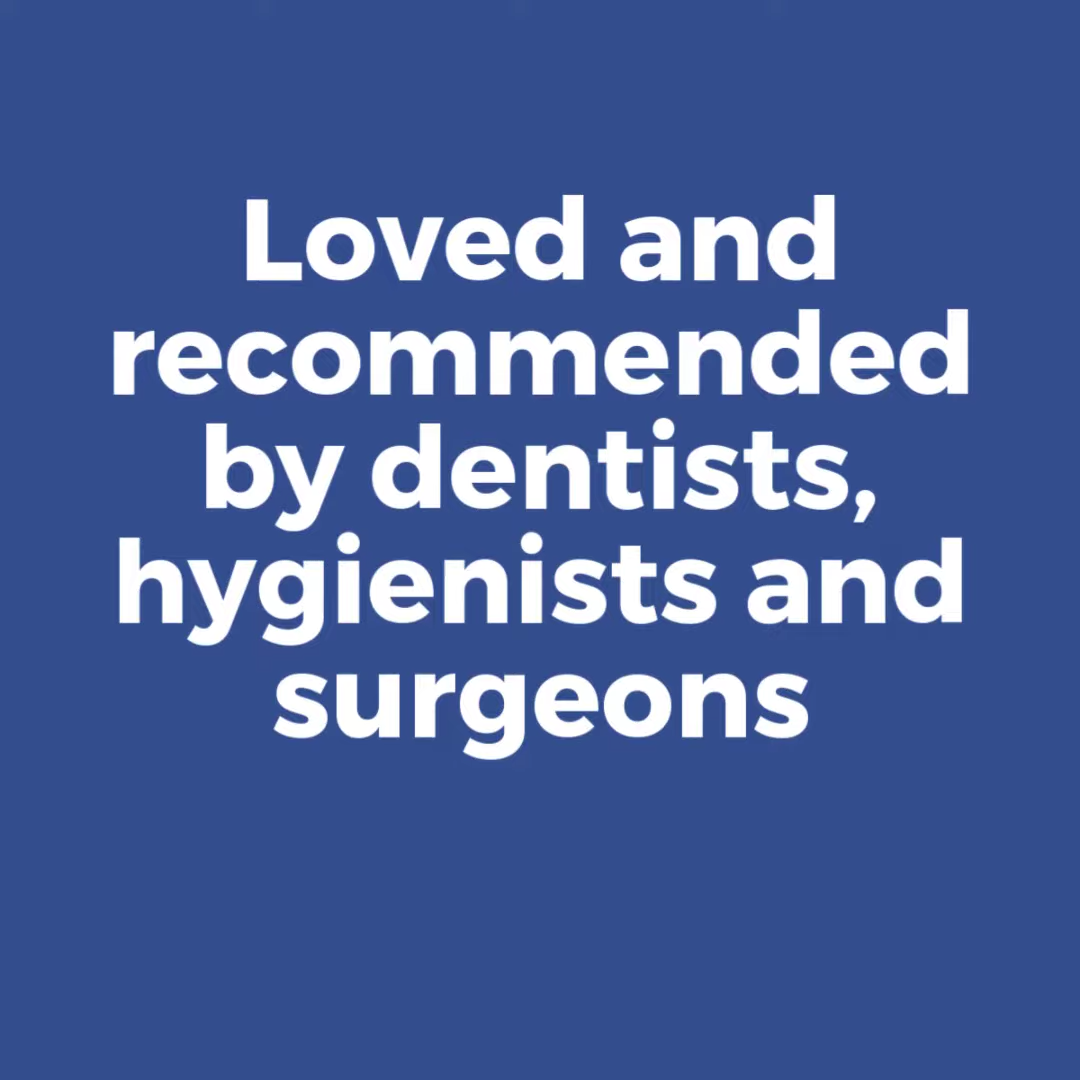 Loved and
recommended
by dentists,
hygienists and
surgeons